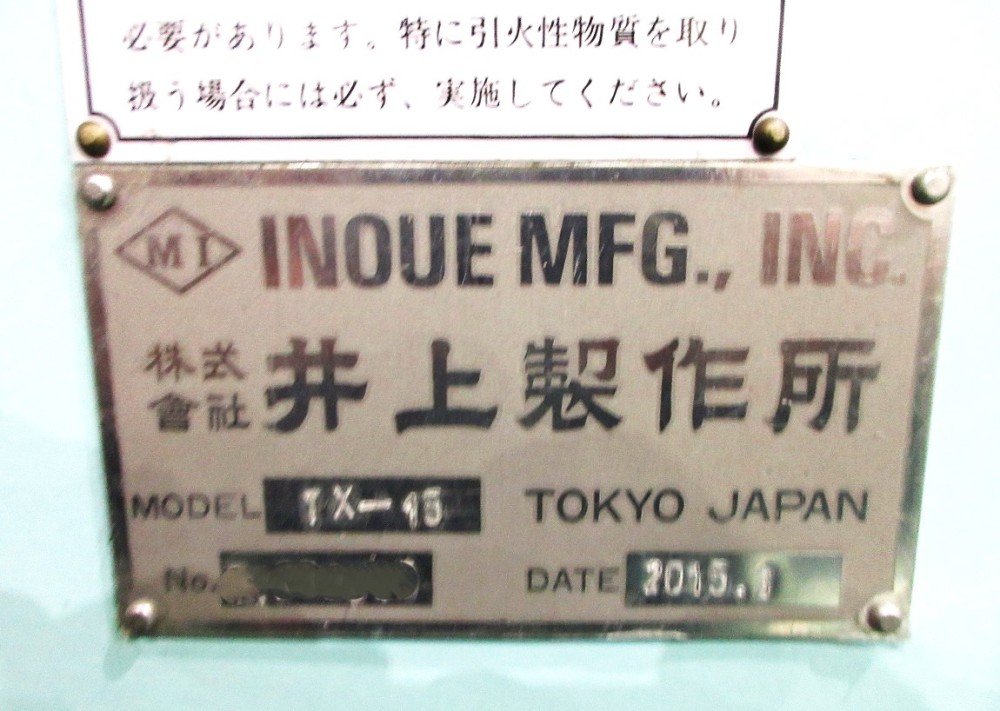 必要があります。特に引火性物質を取り
扱う場合には必ず、実施してください。
MI INOUE MFG., INC.
株式
會社 井上製作所
MODEL TX-15 TOKYO JAPAN
No. DATE 2015.1